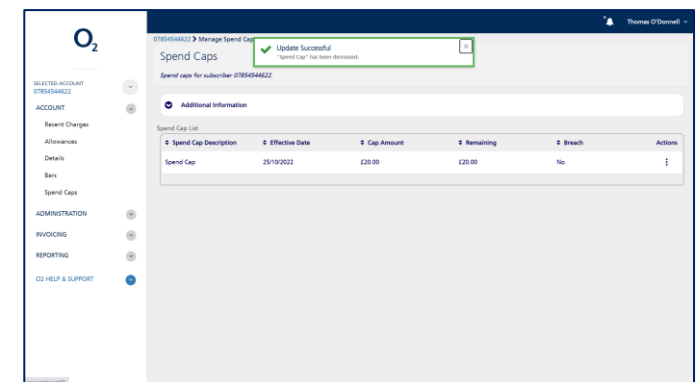 Thomas O'Donnell
O2
07854544622 > Manage Spend Cap
Update Successful
"Spend Cap" has been decreased.
Spend Caps
Spend caps for subscriber 07854544622.
SELECTED ACCOUNT
07854544622
ACCOUNT
Recent Charges
Allowances
Details
Bars
Spend Caps
ADMINISTRATION
INVOICING
REPORTING
O2 HELP & SUPPORT
Additional Information
Spend Cap List
Spend Cap Description Effective Date Cap Amount Remaining Breach Actions
Spend Cap 25/10/2022 £20.00 £20.00 No